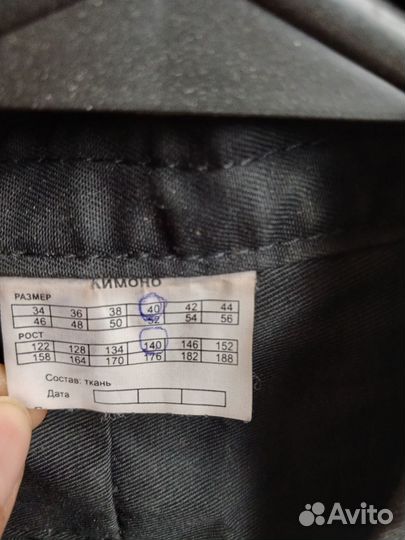 КИМОНО
РАЗМЕР
34 36 38 40 42 44
46 48 50 52 54 56
РОСТ
122 128 134 140 146 152
158 164 170 176 182 188
Состав: ткань
Дата
Avito